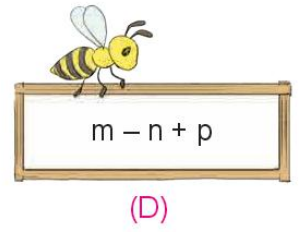 m – n + p
(D)